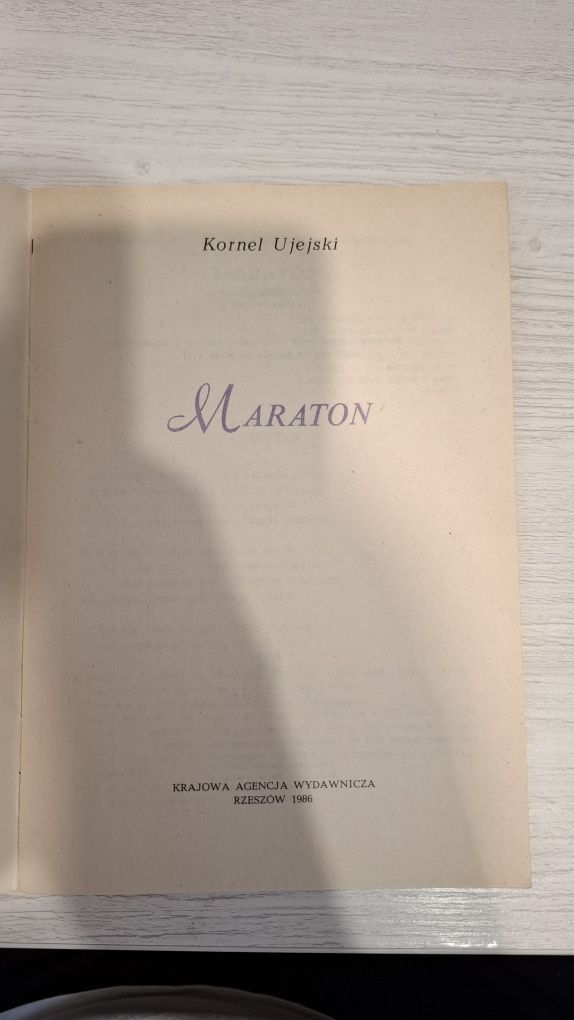 Kornel Ujejski
MARATON
KRAJOWA AGENCJA WYDAWNICZA
RZESZÓW 1986